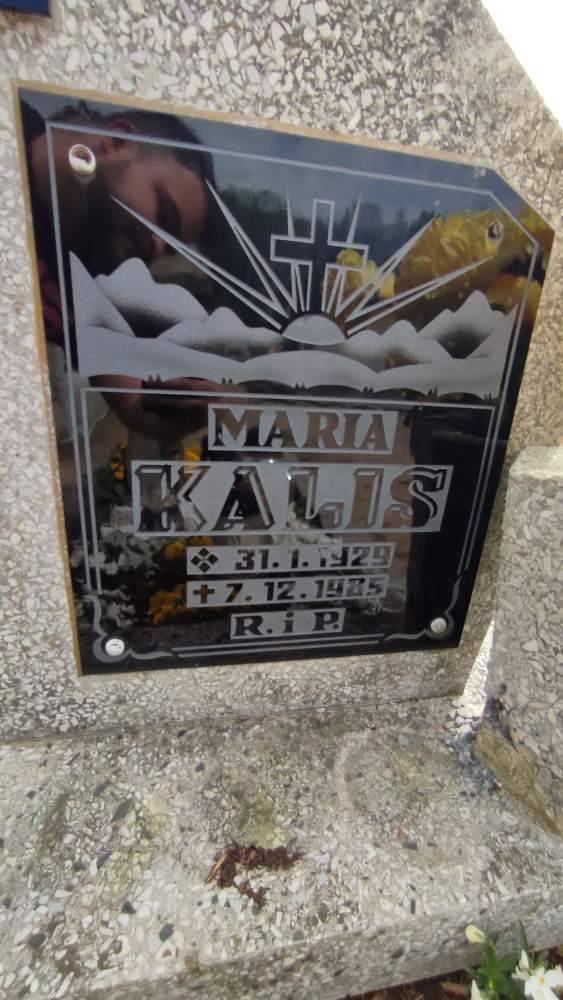 MARIA
KALIS
31.1.1929
7.12.1985
R.i P.